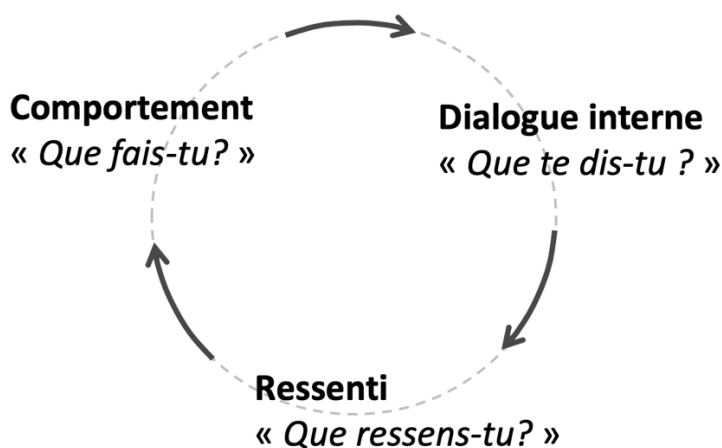 Comportement
« Que fais-tu? »
Dialogue interne
« Que te dis-tu ? »
Ressenti
« Que ressens-tu? »